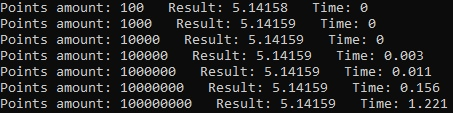 Points amount: 100   Result: 5.14158   Time: 0
Points amount: 1000   Result: 5.14159   Time: 0
Points amount: 10000   Result: 5.14159   Time: 0
Points amount: 100000   Result: 5.14159   Time: 0.003
Points amount: 1000000   Result: 5.14159   Time: 0.011
Points amount: 10000000   Result: 5.14159   Time: 0.156
Points amount: 100000000   Result: 5.14159   Time: 1.221